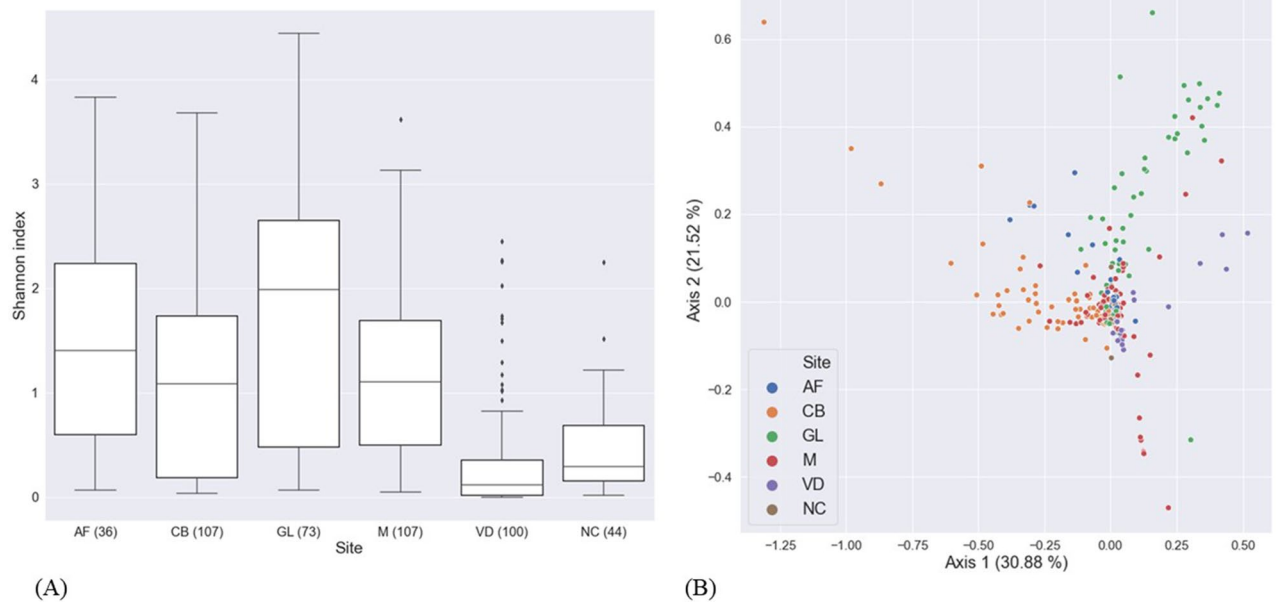 Shannon index
4
3
2
1
0
AF (36) CB (107) GL (73) M (107) VD (100) NC (44)
Site
(A)
Axis 2 (21.52 %)
0.6
0.4
0.2
0.0
−0.2
−0.4
Site
AF
CB
GL
M
VD
NC
−1.25 −1.00 −0.75 −0.50 −0.25 0.00 0.25 0.50
Axis 1 (30.88 %)
(B)